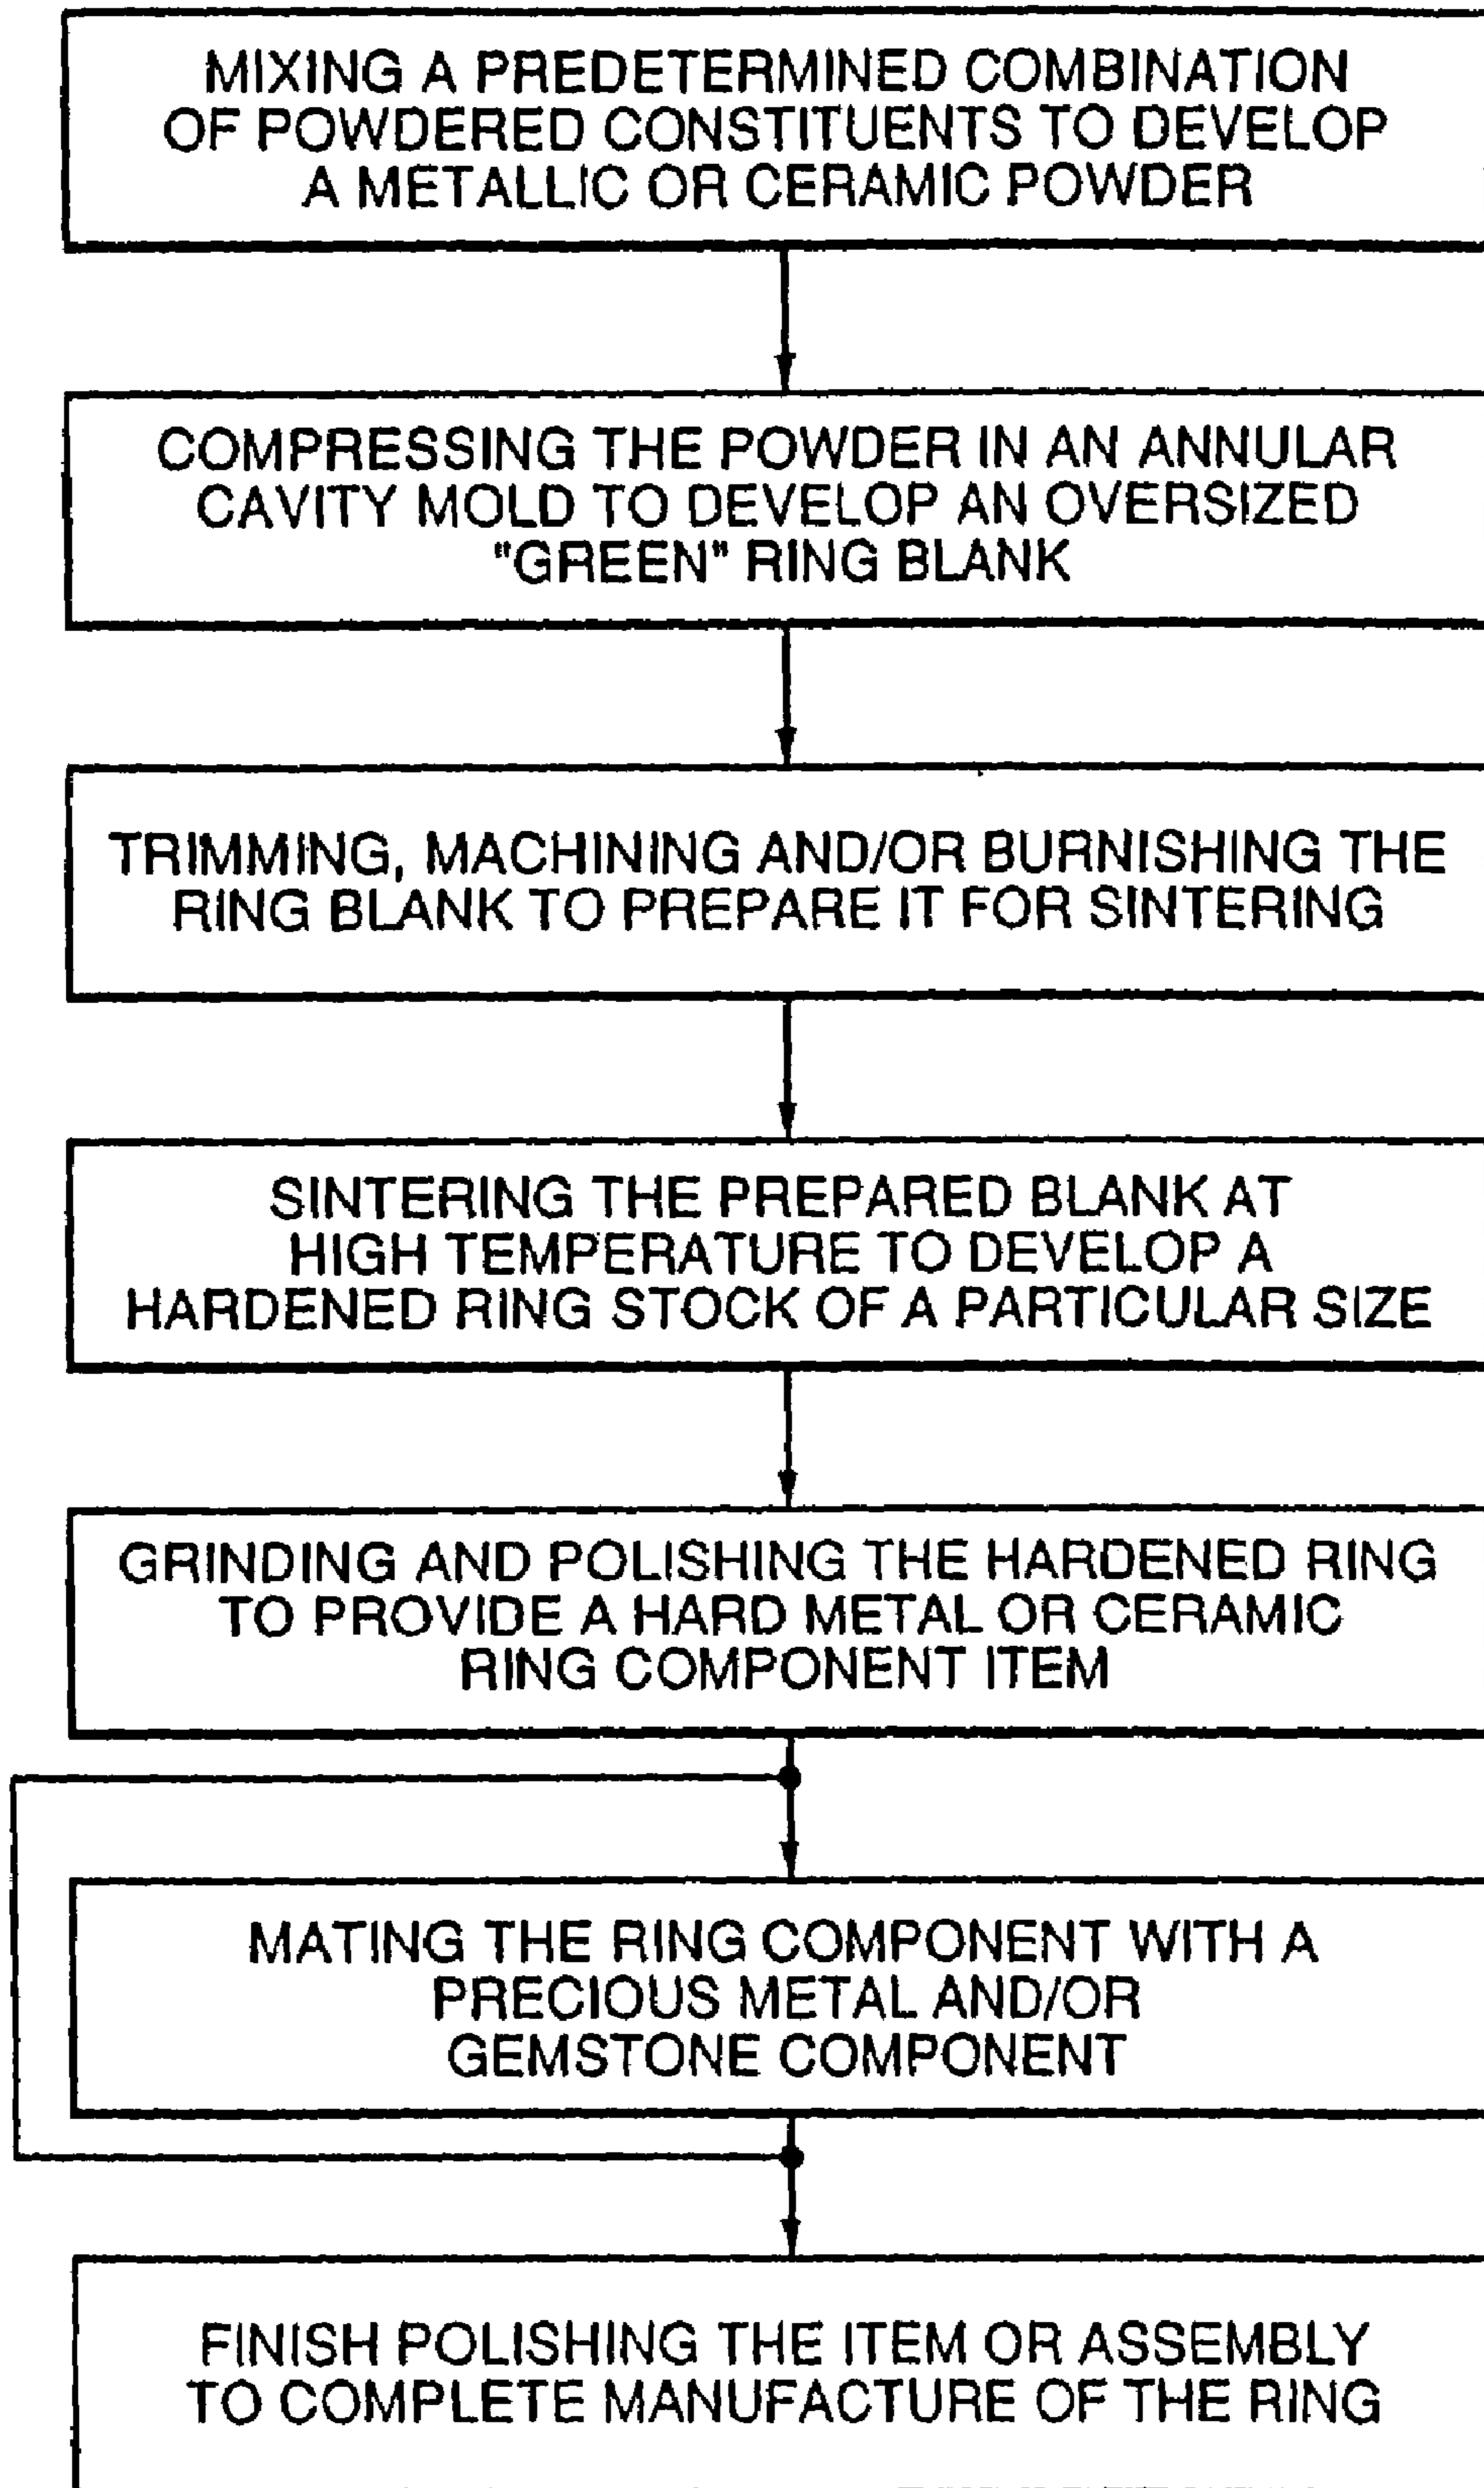 MIXING A PREDETERMINED COMBINATION
OF POWDERED CONSTITUENTS TO DEVELOP
A METALLIC OR CERAMIC POWDER
COMPRESSING THE POWDER IN AN ANNULAR
CAVITY MOLD TO DEVELOP AN OVERSIZED
"GREEN" RING BLANK
TRIMMING, MACHINING AND/OR BURNISHING THE
RING BLANK TO PREPARE IT FOR SINTERING
SINTERING THE PREPARED BLANK AT
HIGH TEMPERATURE TO DEVELOP A
HARDENED RING STOCK OF A PARTICULAR SIZE
GRINDING AND POLISHING THE HARDENED RING
TO PROVIDE A HARD METAL OR CERAMIC
RING COMPONENT ITEM
MATING THE RING COMPONENT WITH A
PRECIOUS METAL AND/OR
GEMSTONE COMPONENT
FINISH POLISHING THE ITEM OR ASSEMBLY
TO COMPLETE MANUFACTURE OF THE RING